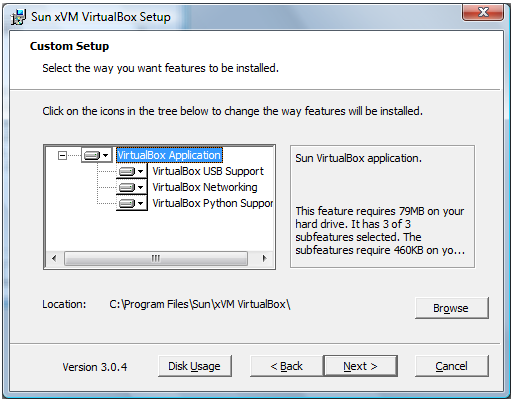 Sun xVM VirtualBox Setup
Custom Setup
Select the way you want features to be installed.
Click on the icons in the tree below to change the way features will be installed.
VirtualBox Application
VirtualBox USB Support
VirtualBox Networking
VirtualBox Python Suppor
Sun VirtualBox application.
This feature requires 79MB on your
hard drive. It has 3 of 3
subfeatures selected. The
subfeatures require 460KB on yo...
Location: C:\Program Files\Sun\xVM VirtualBox\
Browse
Version 3.0.4
Disk Usage
< Back
Next >
Cancel